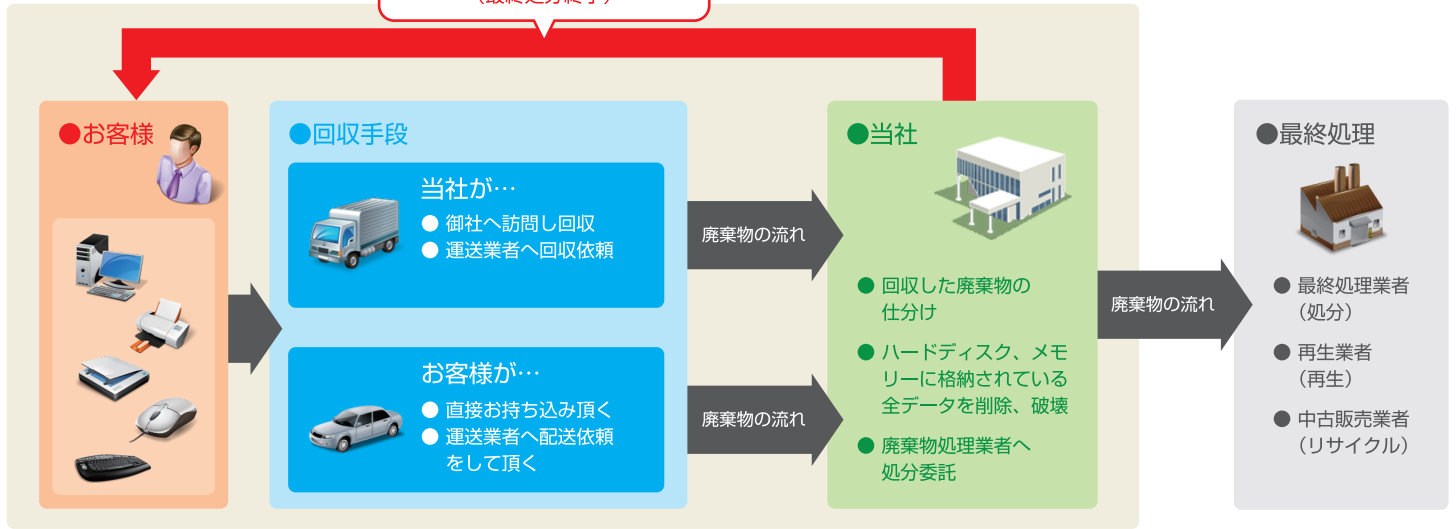 （最終処分終了）
●お客様
●回収手段
当社が…
● 御社へ訪問し回収
● 運送業者へ回収依頼
お客様が…
● 直接お持ち込み頂く
● 運送業者へ配送依頼
をして頂く
廃棄物の流れ
廃棄物の流れ
●当社
● 回収した廃棄物の
仕分け
● ハードディスク、メモ
リーに格納されている
全データを削除、破壊
● 廃棄物処理業者へ
処分委託
廃棄物の流れ
●最終処理
● 最終処理業者
（処分）
● 再生業者
（再生）
● 中古販売業者
（リサイクル）